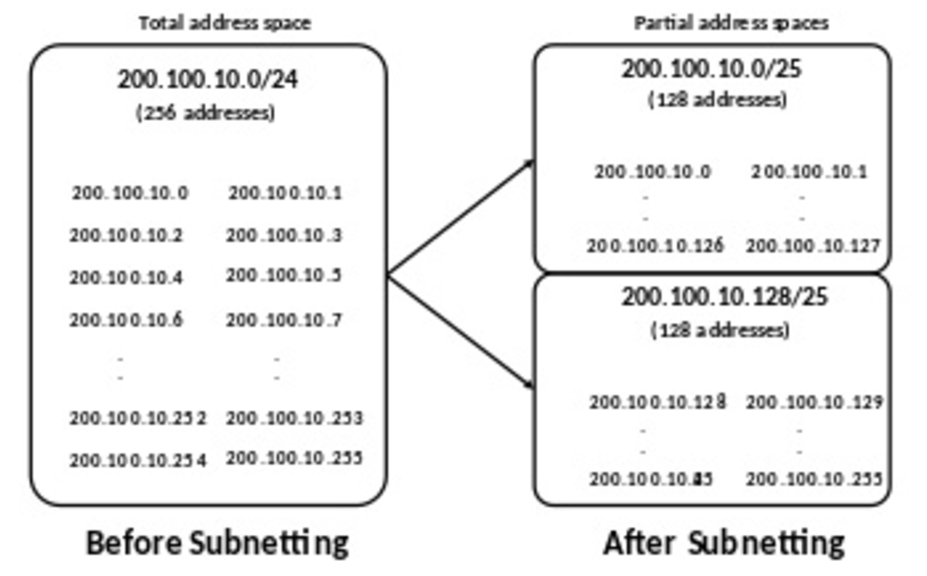 Total address space
200.100.10.0/24
(256 addresses)
200.100.10.0 200.100.10.1
200.100.10.2 200.100.10.3
200.100.10.4 200.100.10.5
200.100.10.6 200.100.10.7
200.100.10.252 200.100.10.253
200.100.10.254 200.100.10.255
Before Subnetting
Partial address spaces
200.100.10.0/25
(128 addresses)
200.100.10.0 200.100.10.1
200.100.10.126 200.100.10.127
200.100.10.128/25
(128 addresses)
200.100.10.128 200.100.10.129
200.100.10.255
After Subnetting